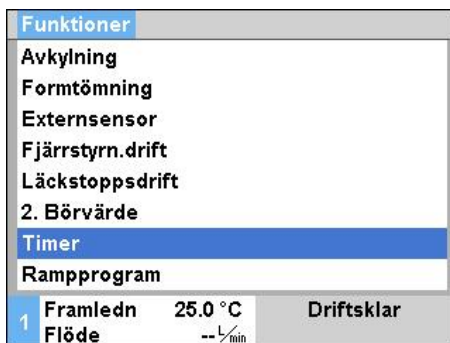 Funktioner
Avkylning
Formtömning
Externsensor
Fjärrstyrn.drift
Läckstoppsdrift
2. Börvärde
Timer
Rampprogram
1 Framledn 25.0 °C Driftsklar
Flöde -- L/min